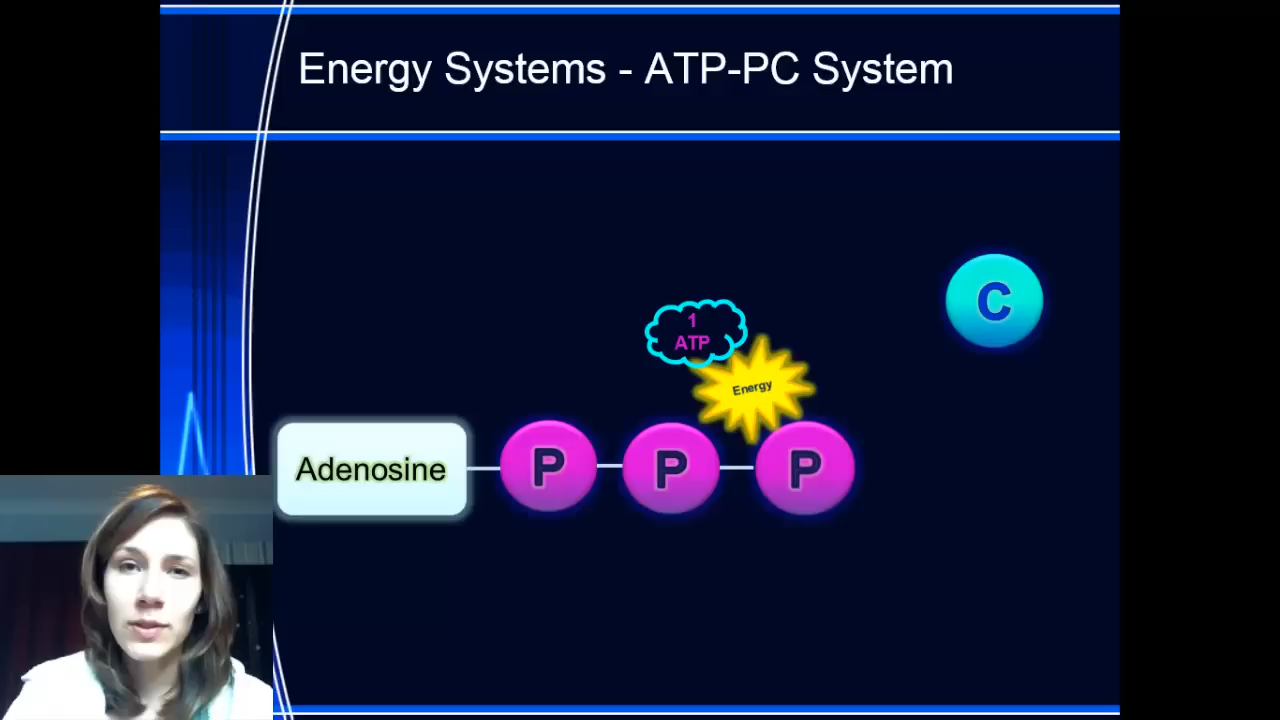 Energy Systems - ATP-PC System
C
1
ATP
Energy
Adenosine P P P